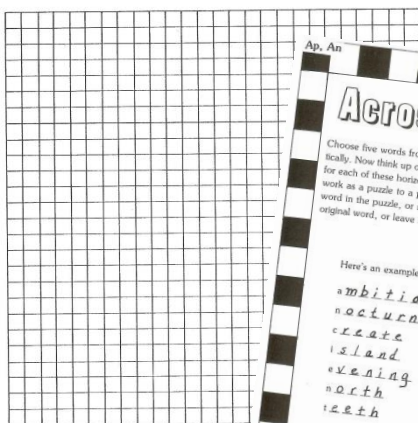 Ap, An
Acros
Choose five words fro
tically. Now think up o
for each of these horiz
work as a puzzle to a p
word in the puzzle, or
original word, or leave
Here's an example
ambitio
nocturn
create
island
evening
north
teeth